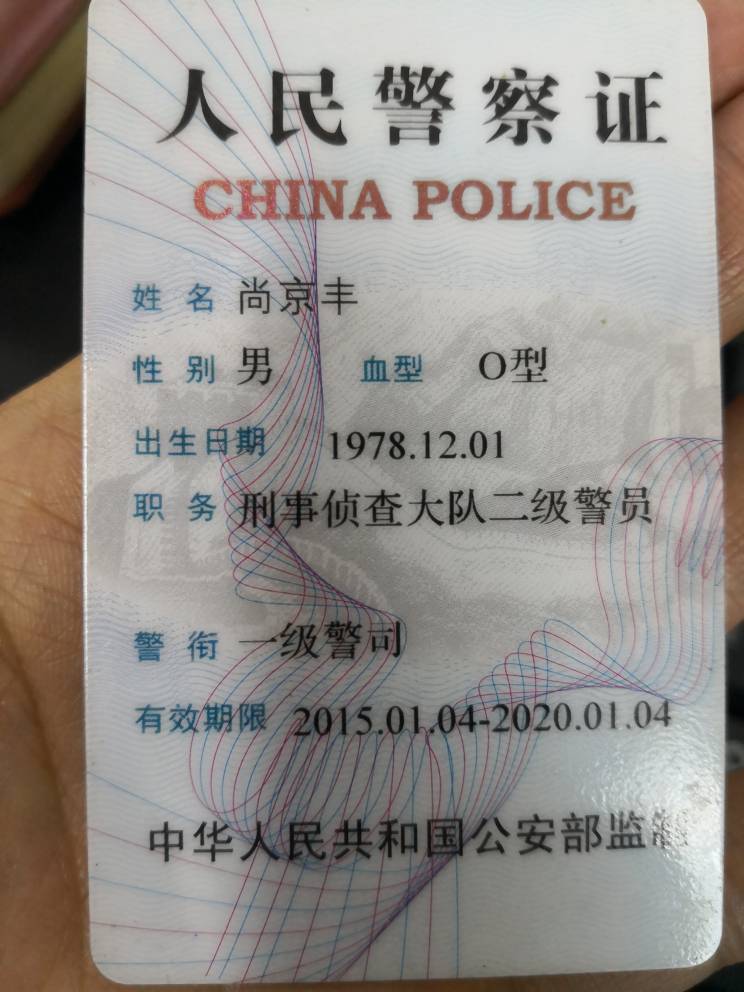 人民警察证
CHINA POLICE
姓 名 尚京丰
性 别 男 血型 O型
出生日期 1978.12.01
职 务 刑事侦查大队二级警员
警 衔 一级警司
有效期限 2015.01.04-2020.01.04
中华人民共和国公安部监制